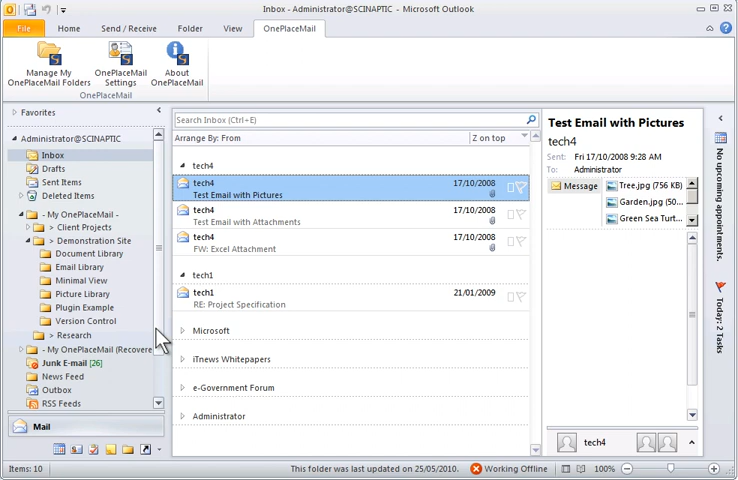 Inbox - Administrator@SCINAPTIC - Microsoft Outlook
File Home Send / Receive Folder View OnePlaceMail
Manage My OnePlaceMail Folders
OnePlaceMail Settings
About OnePlaceMail
OnePlaceMail
Favorites
Administrator@SCINAPTIC
Inbox
Drafts
Sent Items
Deleted Items
- My OnePlaceMail -
> Client Projects
> Demonstration Site
Document Library
Email Library
Minimal View
Picture Library
Plugin Example
Version Control
> Research
- My OnePlaceMail (Recovere
Junk E-mail [26]
News Feed
Outbox
RSS Feeds
Mail
Search Inbox (Ctrl+E)
Arrange By: From Z on top
tech4
tech4 17/10/2008
Test Email with Pictures
tech4 17/10/2008
Test Email with Attachments
tech4 17/10/2008
FW: Excel Attachment
tech1
tech1 21/01/2009
RE: Project Specification
Microsoft
iTnews Whitepapers
e-Government Forum
Administrator
Test Email with Pictures
tech4
Sent: Fri 17/10/2008 9:28 AM
To: Administrator
Message
Tree.jpg (756 KB)
Garden.jpg (50...
Green Sea Turt...
tech4
No upcoming appointments.
Today: 2 Tasks
Items: 10
This folder was last updated on 25/05/2010.
Working Offline
100%